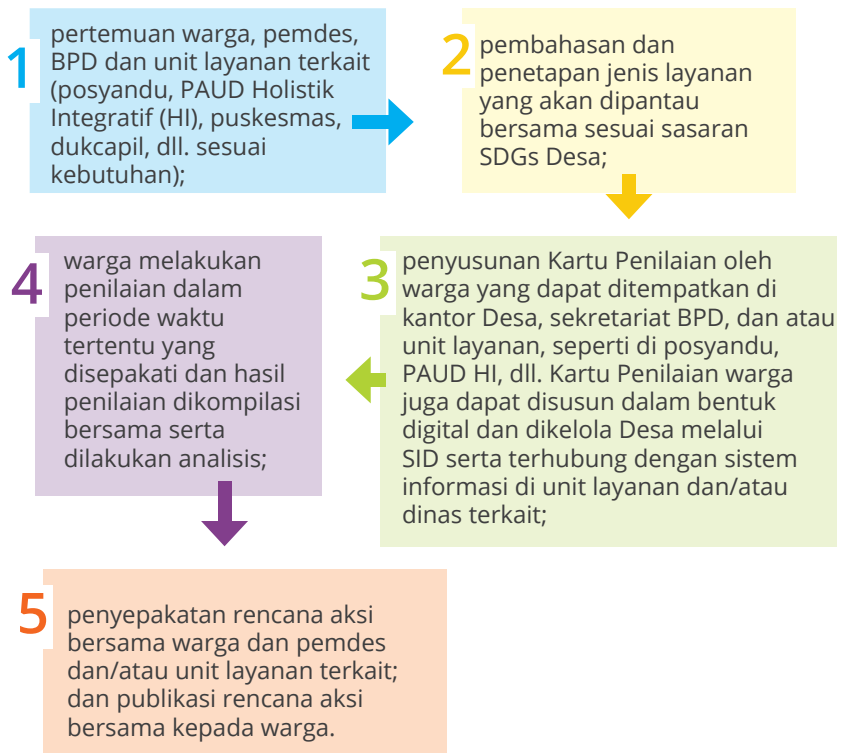 1
pertemuan warga, pemdes,
BPD dan unit layanan terkait
(posyandu, PAUD Holistik
Integratif (HI), puskesmas,
dukcapil, dll. sesuai
kebutuhan);
2
pembahasan dan
penetapan jenis layanan
yang akan dipantau
bersama sesuai sasaran
SDGs Desa;
3
penyusunan Kartu Penilaian oleh
warga yang dapat ditempatkan di
kantor Desa, sekretariat BPD, dan atau
unit layanan, seperti di posyandu,
PAUD HI, dll. Kartu Penilaian warga
juga dapat disusun dalam bentuk
digital dan dikelola Desa melalui
SID serta terhubung dengan sistem
informasi di unit layanan dan/atau
dinas terkait;
4
warga melakukan
penilaian dalam
periode waktu
tertentu yang
disepakati dan hasil
penilaian dikompilasi
bersama serta
dilakukan analisis;
5
penyepakatan rencana aksi
bersama warga dan pemdes
dan/atau unit layanan terkait;
dan publikasi rencana aksi
bersama kepada warga.